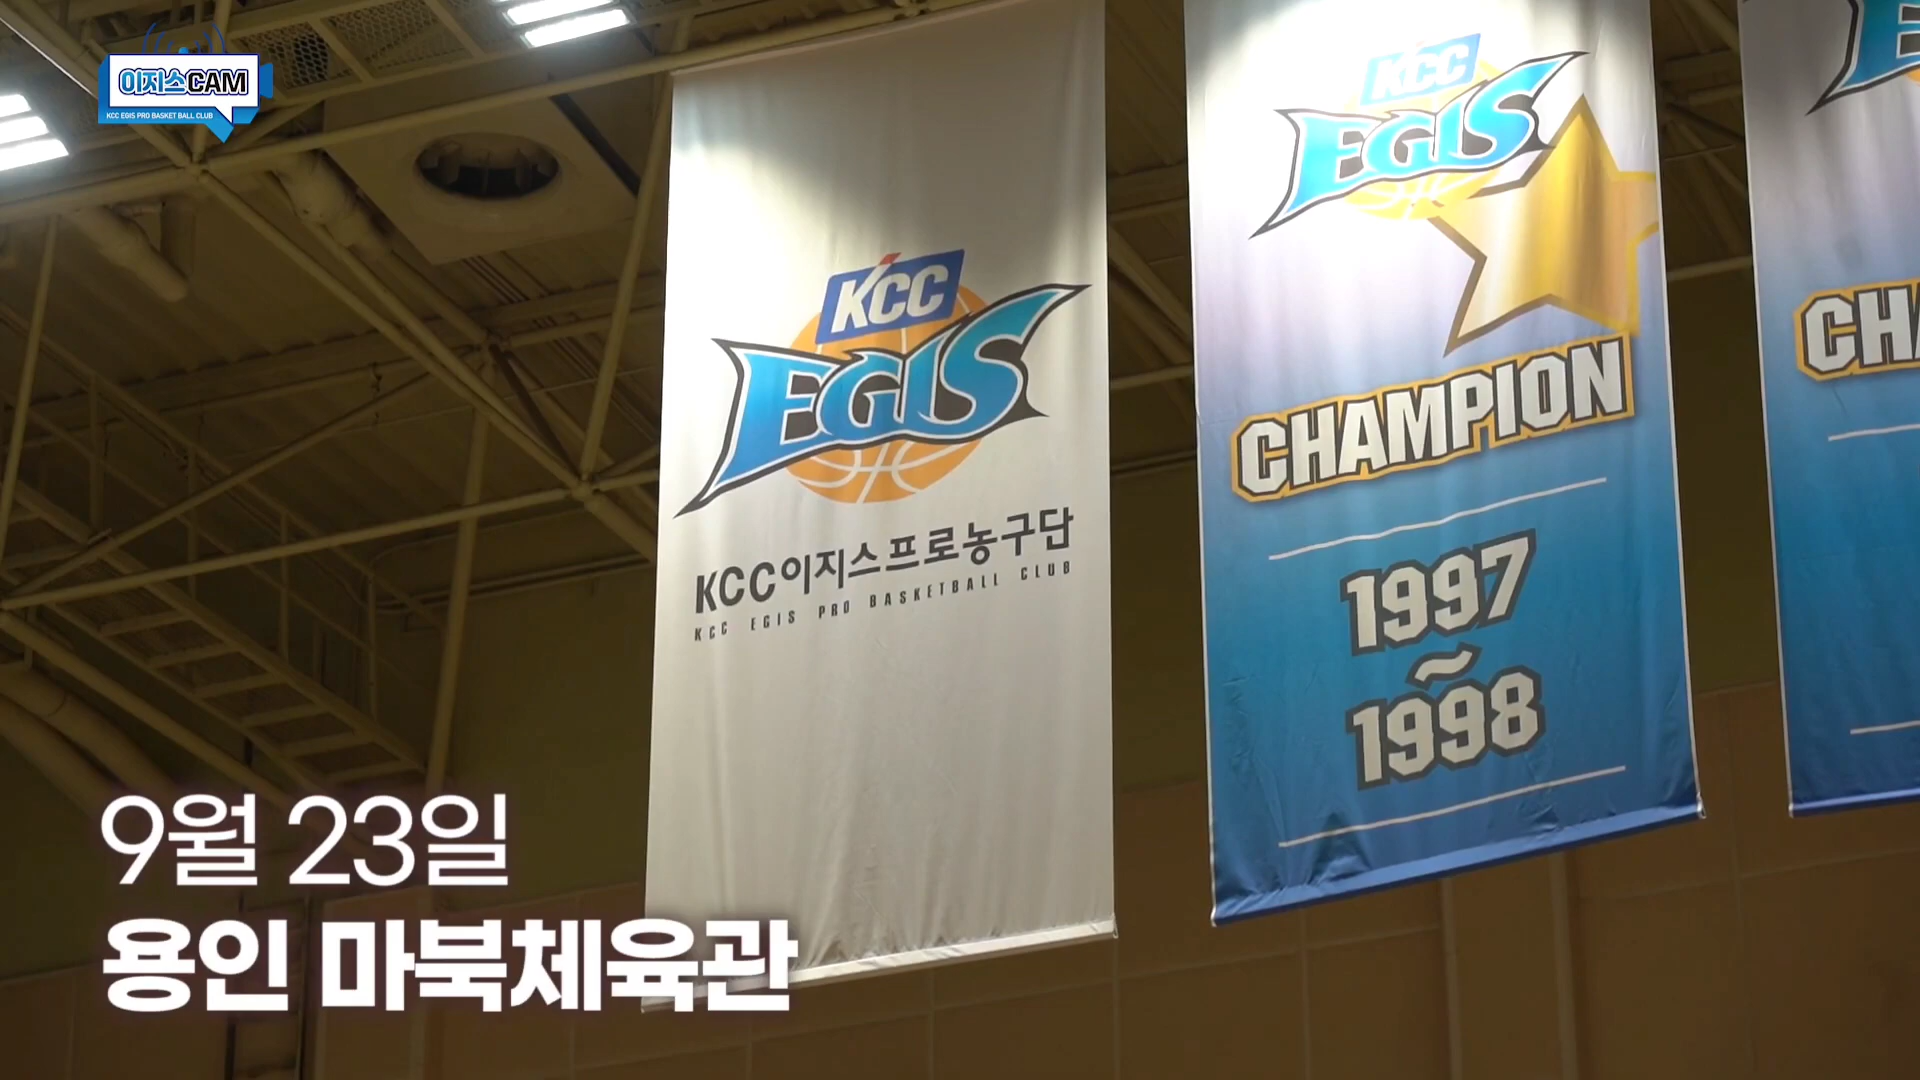 이지스CAM
KCC EGIS PRO BASKET BALL CLUB
KCC
EGIS
KCC이지스프로농구단
KCC EGIS PRO BASKETBALL CLUB
KCC
EGIS
CHAMPION
1997
~
1998
E
CH
9월 23일
용인 마북체육관